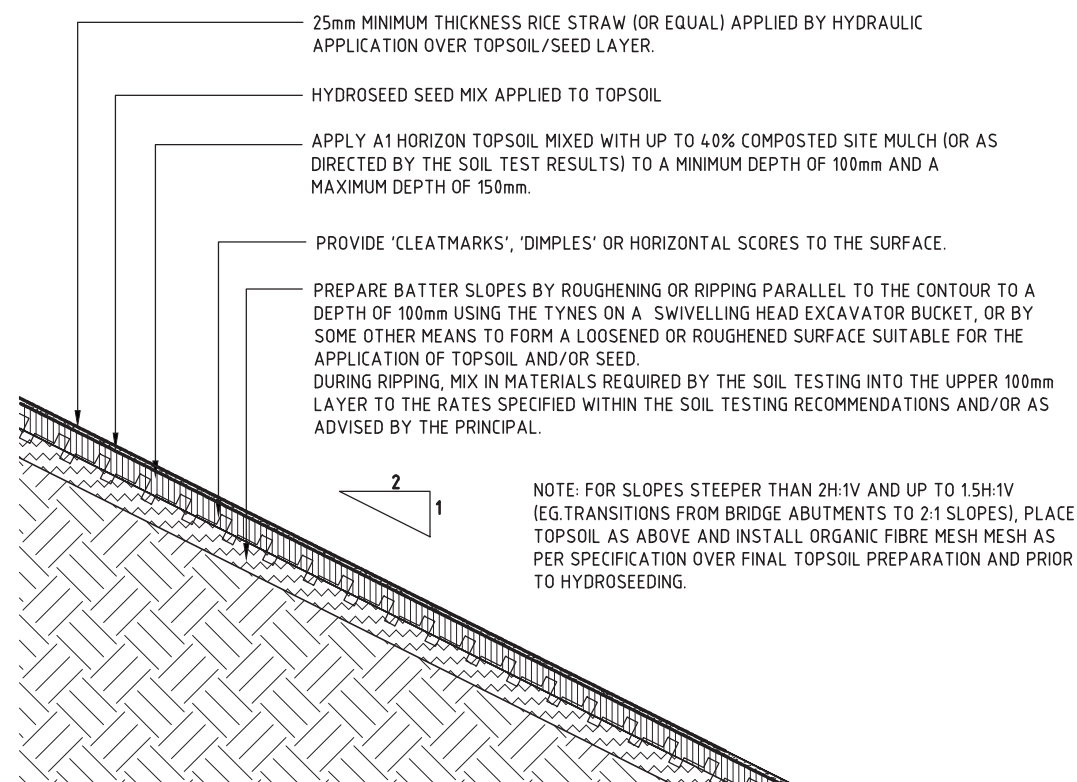 25mm MINIMUM THICKNESS RICE STRAW (OR EQUAL) APPLIED BY HYDRAULIC
APPLICATION OVER TOPSOIL/SEED LAYER.
HYDROSEED SEED MIX APPLIED TO TOPSOIL
APPLY A1 HORIZON TOPSOIL MIXED WITH UP TO 40% COMPOSTED SITE MULCH (OR AS
DIRECTED BY THE SOIL TEST RESULTS) TO A MINIMUM DEPTH OF 100mm AND A
MAXIMUM DEPTH OF 150mm.
PROVIDE 'CLEATMARKS', 'DIMPLES' OR HORIZONTAL SCORES TO THE SURFACE.
PREPARE BATTER SLOPES BY ROUGHENING OR RIPPING PARALLEL TO THE CONTOUR TO A
DEPTH OF 100mm USING THE TYNES ON A SWIVELLING HEAD EXCAVATOR BUCKET, OR BY
SOME OTHER MEANS TO FORM A LOOSENED OR ROUGHENED SURFACE SUITABLE FOR THE
APPLICATION OF TOPSOIL AND/OR SEED.
DURING RIPPING, MIX IN MATERIALS REQUIRED BY THE SOIL TESTING INTO THE UPPER 100mm
LAYER TO THE RATES SPECIFIED WITHIN THE SOIL TESTING RECOMMENDATIONS AND/OR AS
ADVISED BY THE PRINCIPAL.
2
1
NOTE: FOR SLOPES STEEPER THAN 2H:1V AND UP TO 1.5H:1V
(EG.TRANSITIONS FROM BRIDGE ABUTMENTS TO 2:1 SLOPES), PLACE
TOPSOIL AS ABOVE AND INSTALL ORGANIC FIBRE MESH MESH AS
PER SPECIFICATION OVER FINAL TOPSOIL PREPARATION AND PRIOR
TO HYDROSEEDING.